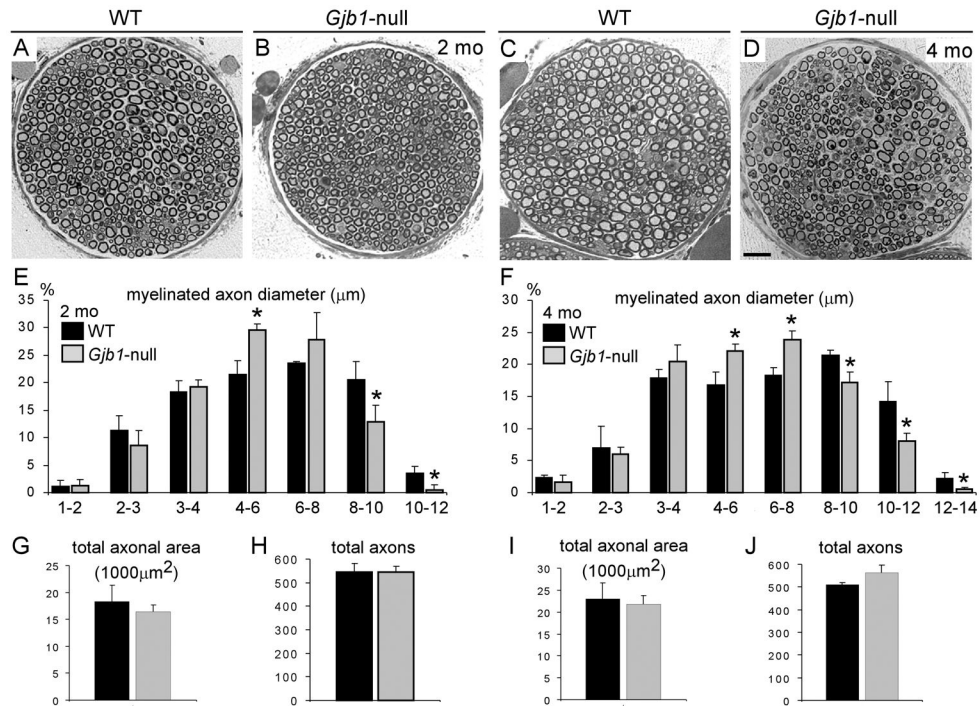 WT
Gjb1-null
WT
Gjb1-null
A
B
2 mo
C
D
4 mo
E
%
myelinated axon diameter (μm)
2 mo
WT
Gjb1-null
35
30
25
20
15
10
5
0
*
*
*
1-2 2-3 3-4 4-6 6-8 8-10 10-12
F
%
myelinated axon diameter (μm)
4 mo
WT
Gjb1-null
30
25
20
15
10
5
0
*
*
*
*
*
1-2 2-3 3-4 4-6 6-8 8-10 10-12 12-14
G
total axonal area
(1000μm²)
25
20
15
10
5
0
H
total axons
600
500
400
300
200
100
0
I
total axonal area
(1000μm²)
30
25
20
15
10
5
0
J
total axons
600
500
400
300
200
100
0